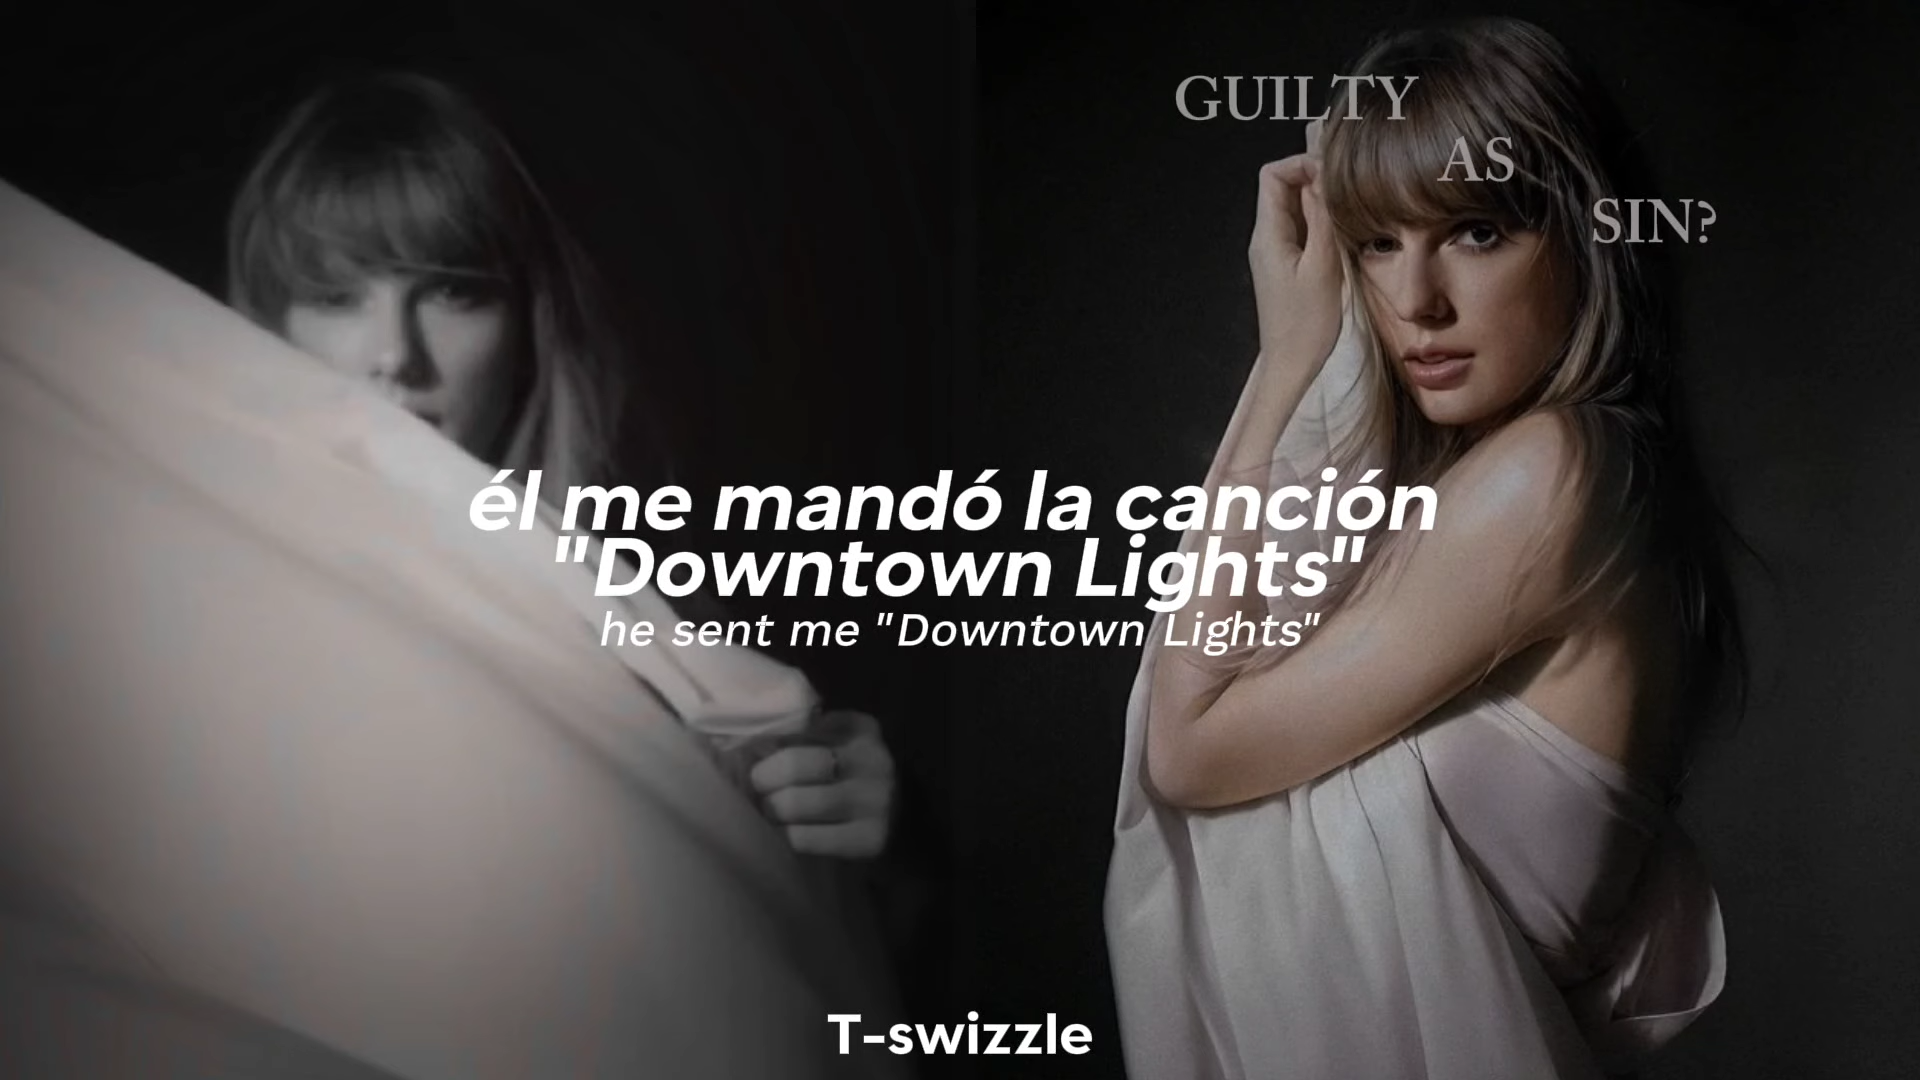 GUILTY
AS
SIN?
él me mandó la canción
"Downtown Lights"
he sent me "Downtown Lights"
T-swizzle